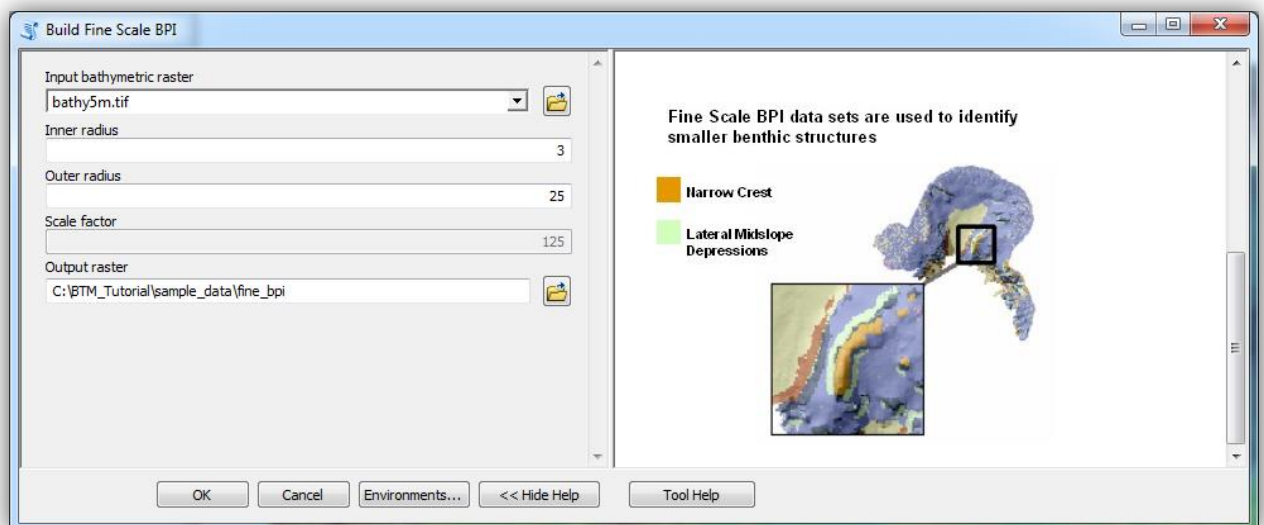 Build Fine Scale BPI
Input bathymetric raster
bathy5m.tif
Inner radius
3
Outer radius
25
Scale factor
125
Output raster
C:\BTM_Tutorial\sample_data\fine_bpi
Fine Scale BPI data sets are used to identify
smaller benthic structures
Narrow Crest
Lateral Midslope
Depressions
OK
Cancel
Environments...
<< Hide Help
Tool Help